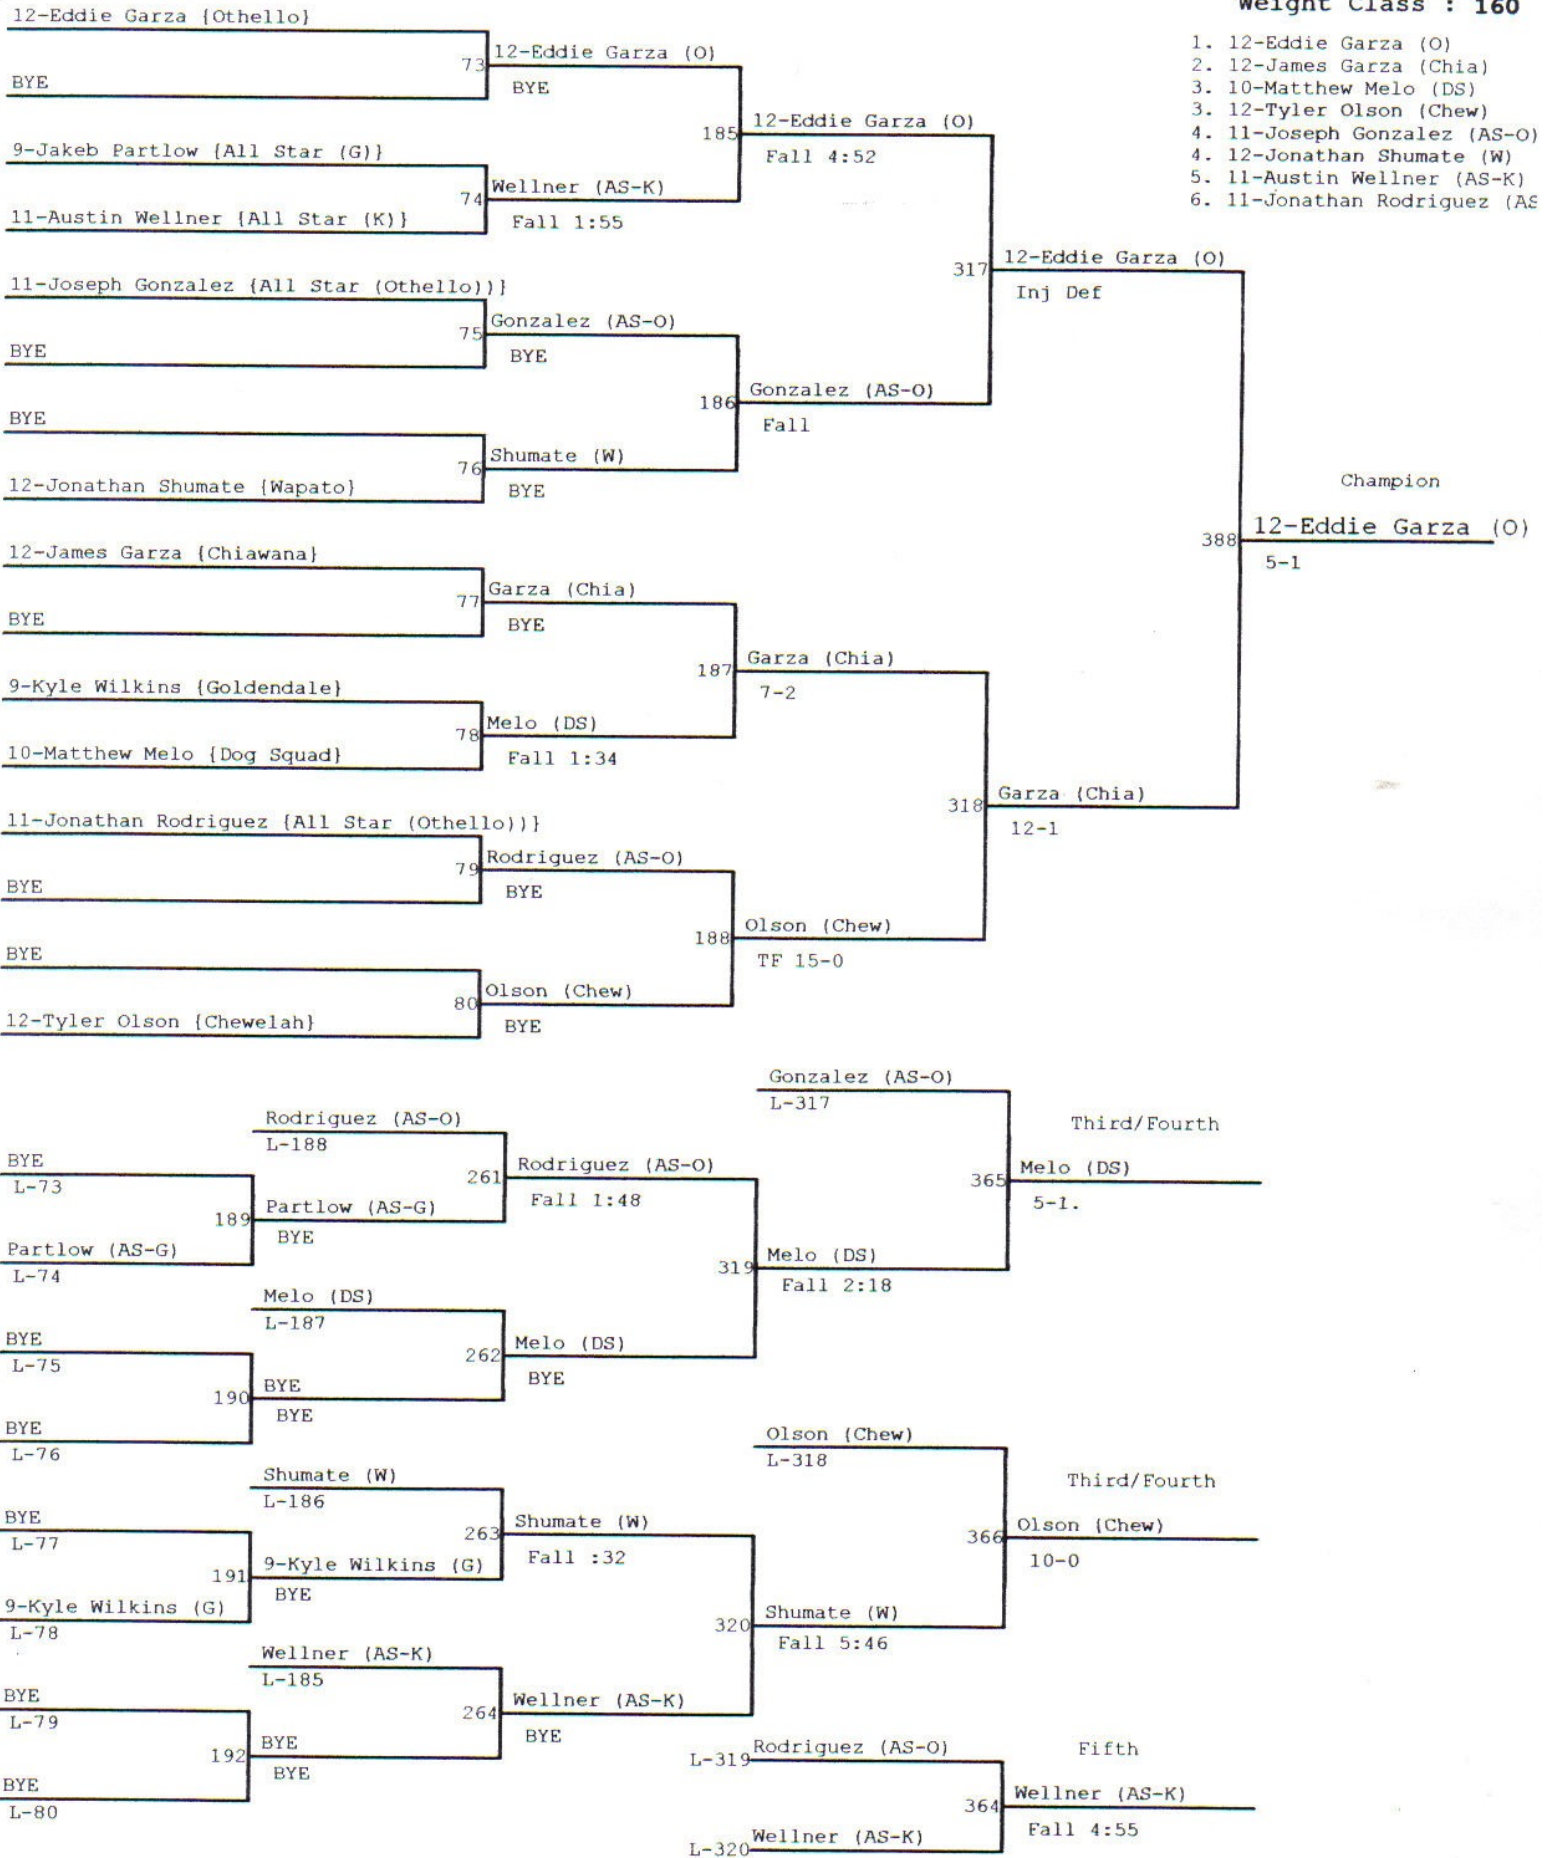 Weight Class : 160
1. 12-Eddie Garza (O)
2. 12-James Garza (Chia)
3. 10-Matthew Melo (DS)
3. 12-Tyler Olson (Chew)
4. 11-Joseph Gonzalez (AS-O)
4. 12-Jonathan Shumate (W)
5. 11-Austin Wellner (AS-K)
6. 11-Jonathan Rodriguez (AS
12-Eddie Garza {Othello}
73
BYE
12-Eddie Garza (O)
BYE
9-Jakeb Partlow {All Star (G)}
74
11-Austin Wellner {All Star (K)}
Wellner (AS-K)
Fall 1:55
185
12-Eddie Garza (O)
Fall 4:52
11-Joseph Gonzalez {All Star (Othello))}
75
BYE
Gonzalez (AS-O)
BYE
BYE
76
12-Jonathan Shumate {Wapato}
Shumate (W)
BYE
186
Gonzalez (AS-O)
Fall
317
12-Eddie Garza (O)
Inj Def
12-James Garza {Chiawana}
77
BYE
Garza (Chia)
BYE
9-Kyle Wilkins {Goldendale}
78
10-Matthew Melo {Dog Squad}
Melo (DS)
Fall 1:34
187
Garza (Chia)
7-2
11-Jonathan Rodriguez {All Star (Othello))}
79
BYE
Rodriguez (AS-O)
BYE
BYE
80
12-Tyler Olson {Chewelah}
Olson (Chew)
BYE
188
Olson (Chew)
TF 15-0
318
Garza (Chia)
12-1
Champion
388
12-Eddie Garza (O)
5-1
BYE
L-73
189
Partlow (AS-G)
L-74
Rodriguez (AS-O)
L-188
261
Partlow (AS-G)
BYE
Rodriguez (AS-O)
Fall 1:48
BYE
L-75
190
BYE
L-76
Melo (DS)
L-187
262
BYE
BYE
Melo (DS)
BYE
319
Melo (DS)
Fall 2:18
Gonzalez (AS-O)
L-317
365
Third/Fourth
Melo (DS)
5-1.
BYE
L-77
191
9-Kyle Wilkins (G)
L-78
Shumate (W)
L-186
263
9-Kyle Wilkins (G)
BYE
Shumate (W)
Fall :32
BYE
L-79
192
BYE
L-80
Wellner (AS-K)
L-185
264
BYE
BYE
Wellner (AS-K)
BYE
320
Shumate (W)
Fall 5:46
Olson (Chew)
L-318
366
Third/Fourth
Olson (Chew)
10-0
L-319
Rodriguez (AS-O)
364
L-320
Wellner (AS-K)
Fifth
Wellner (AS-K)
Fall 4:55